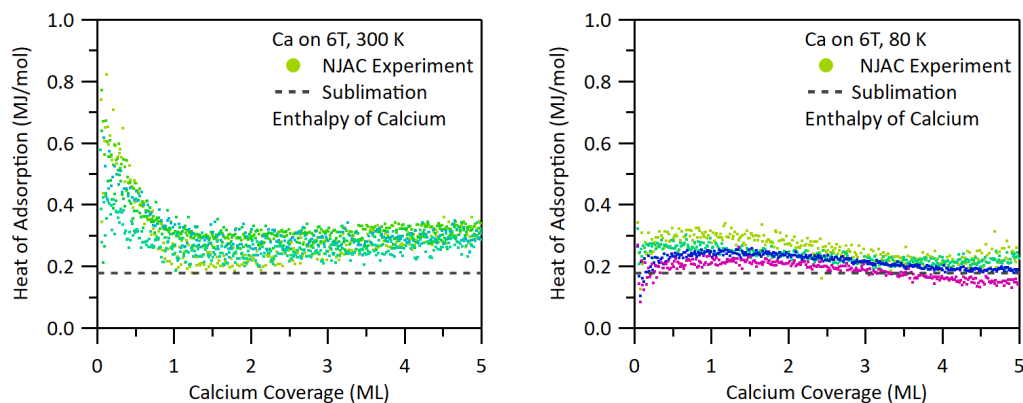 1.0
0.8
0.6
0.4
0.2
0.0
Heat of Adsorption (MJ/mol)
Ca on 6T, 300 K
NJAC Experiment
Sublimation
Enthalpy of Calcium
0 1 2 3 4 5
Calcium Coverage (ML)
1.0
0.8
0.6
0.4
0.2
0.0
Heat of Adsorption (MJ/mol)
Ca on 6T, 80 K
NJAC Experiment
Sublimation
Enthalpy of Calcium
0 1 2 3 4 5
Calcium Coverage (ML)